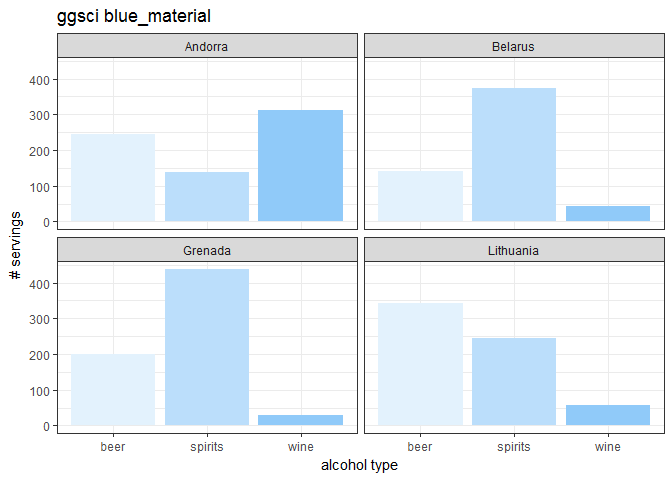 ggsci blue_material
Andorra
Belarus
400
300
200
100
0
Grenada
Lithuania
400
300
200
100
0
# servings
beer spirits wine
beer spirits wine
alcohol type